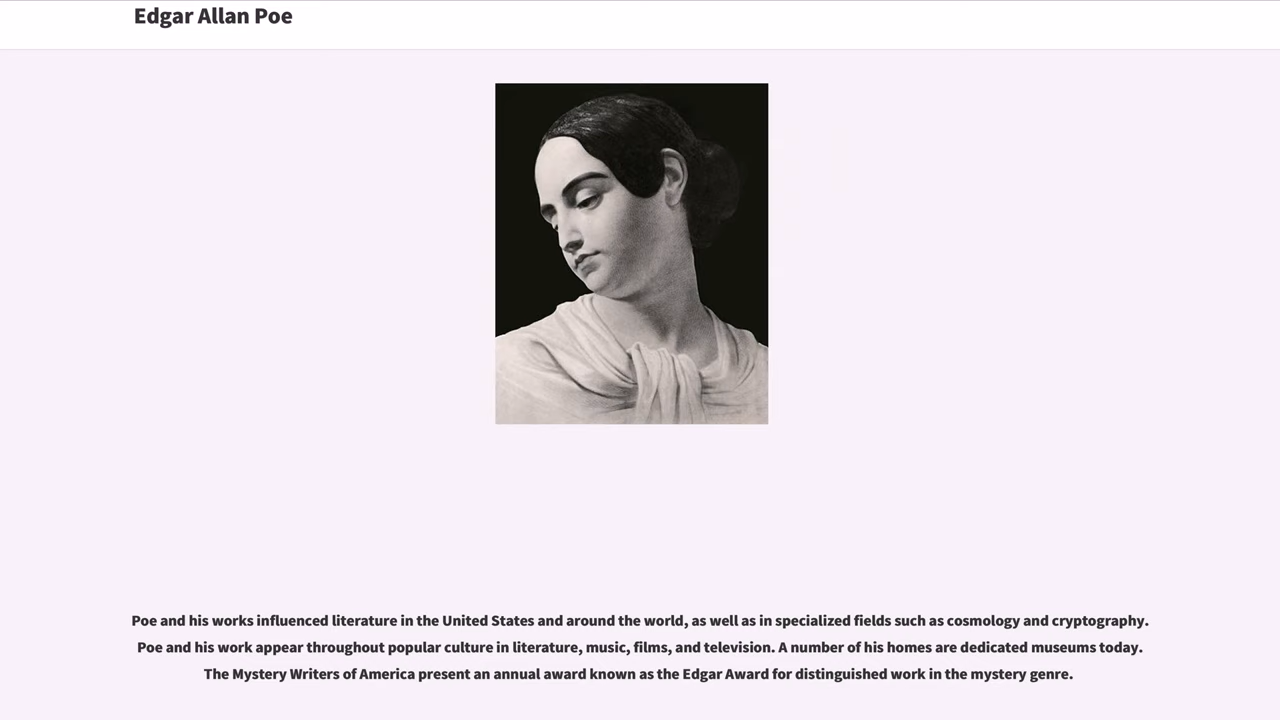 Edgar Allan Poe
Poe and his works influenced literature in the United States and around the world, as well as in specialized fields such as cosmology and cryptography.
Poe and his work appear throughout popular culture in literature, music, films, and television. A number of his homes are dedicated museums today.
The Mystery Writers of America present an annual award known as the Edgar Award for distinguished work in the mystery genre.